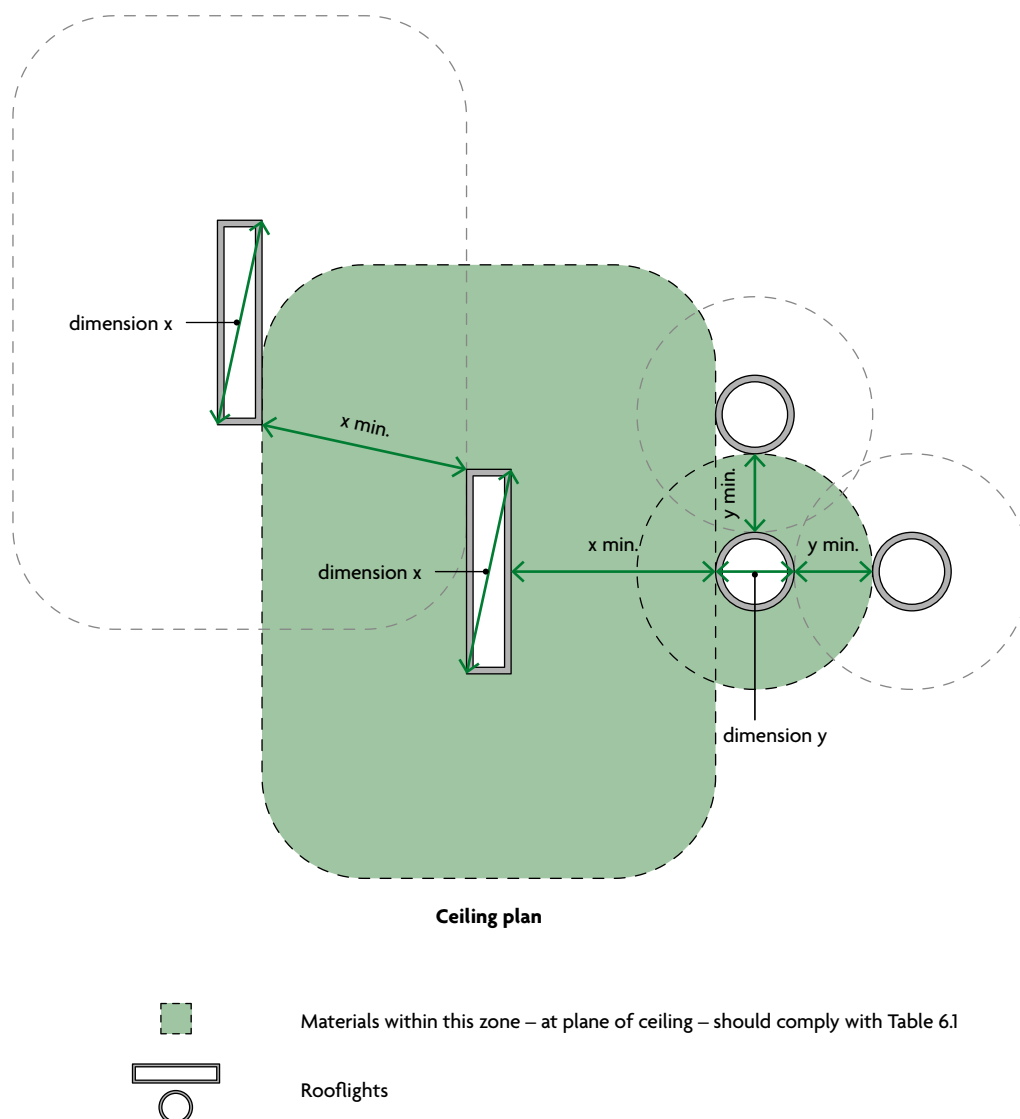 dimension x
x min.
y min.
x min.
y min.
dimension x
dimension y
Ceiling plan
Materials within this zone – at plane of ceiling – should comply with Table 6.1
Rooflights